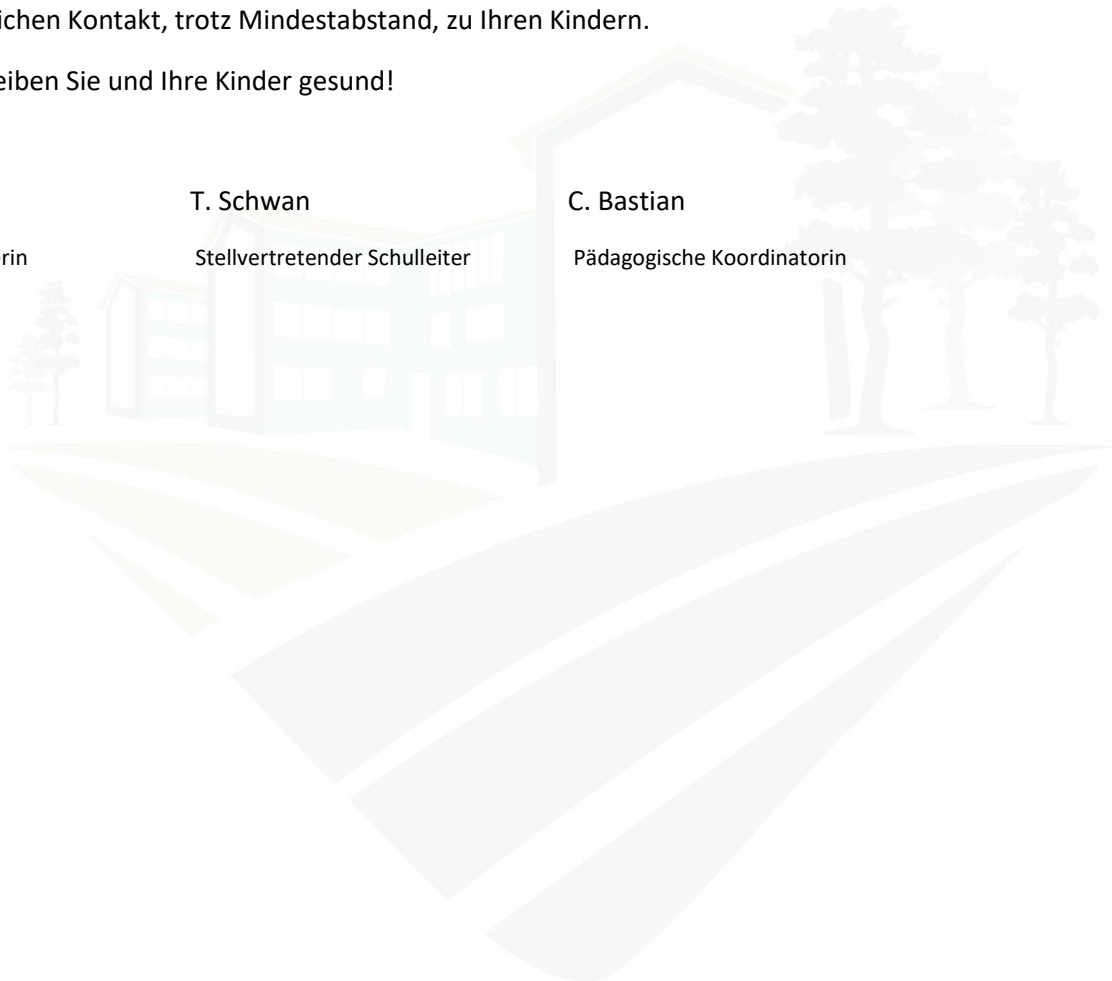 lichen Kontakt, trotz Mindestabstand, zu Ihren Kindern.
eiben Sie und Ihre Kinder gesund!
T. Schwan C. Bastian
rin Stellvertretender Schulleiter Pädagogische Koordinatorin